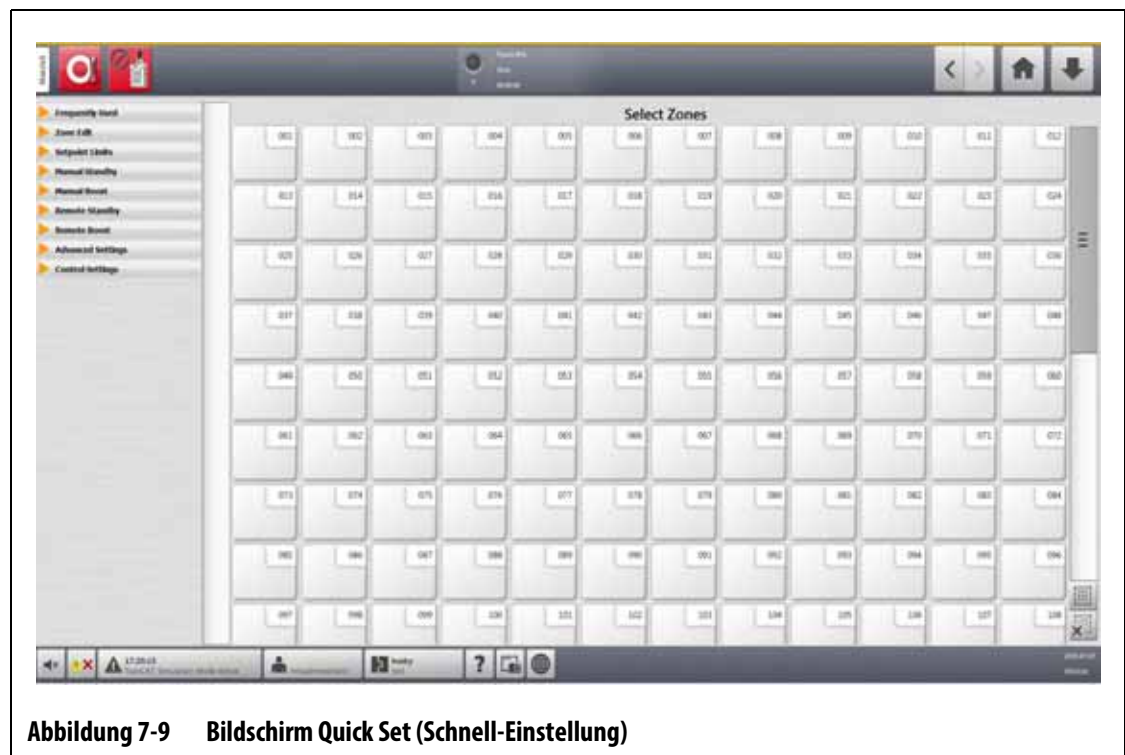 Select Zones
Frequently Used
Zone Edit
Setpoint Limits
Manual Standby
Manual Boost
Remote Standby
Remote Boost
Advanced Settings
Control Settings
001 002 003 004 005 006 007 008 009 010 011 012
013 014 015 016 017 018 019 020 021 022 023 024
025 026 027 028 029 030 031 032 033 034 035 036
037 038 039 040 041 042 043 044 045 046 047 048
049 050 051 052 053 054 055 056 057 058 059 060
061 062 063 064 065 066 067 068 069 070 071 072
073 074 075 076 077 078 079 080 081 082 083 084
085 086 087 088 089 090 091 092 093 094 095 096
097 098 099 100 101 102 103 104 105 106 107 108
?
Abbildung 7-9 Bildschirm Quick Set (Schnell-Einstellung)